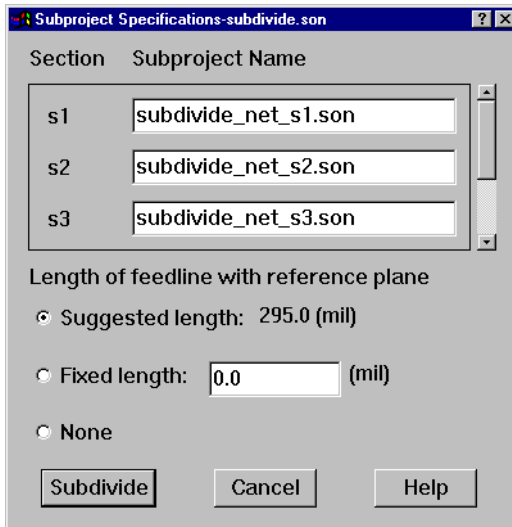 Subproject Specifications-subdivide.son
Section Subproject Name
s1 subdivide_net_s1.son
s2 subdivide_net_s2.son
s3 subdivide_net_s3.son
Length of feedline with reference plane
Suggested length: 295.0 (mil)
Fixed length: 0.0 (mil)
None
Subdivide Cancel Help